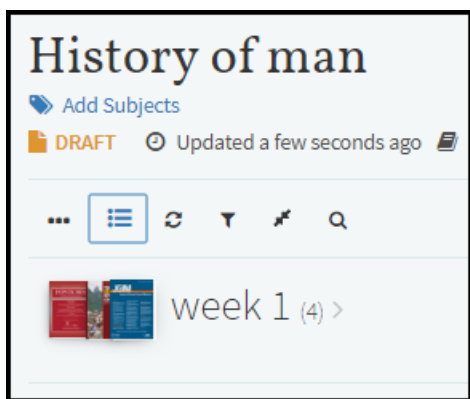 History of man
Add Subjects
DRAFT Updated a few seconds ago
week 1 (4)